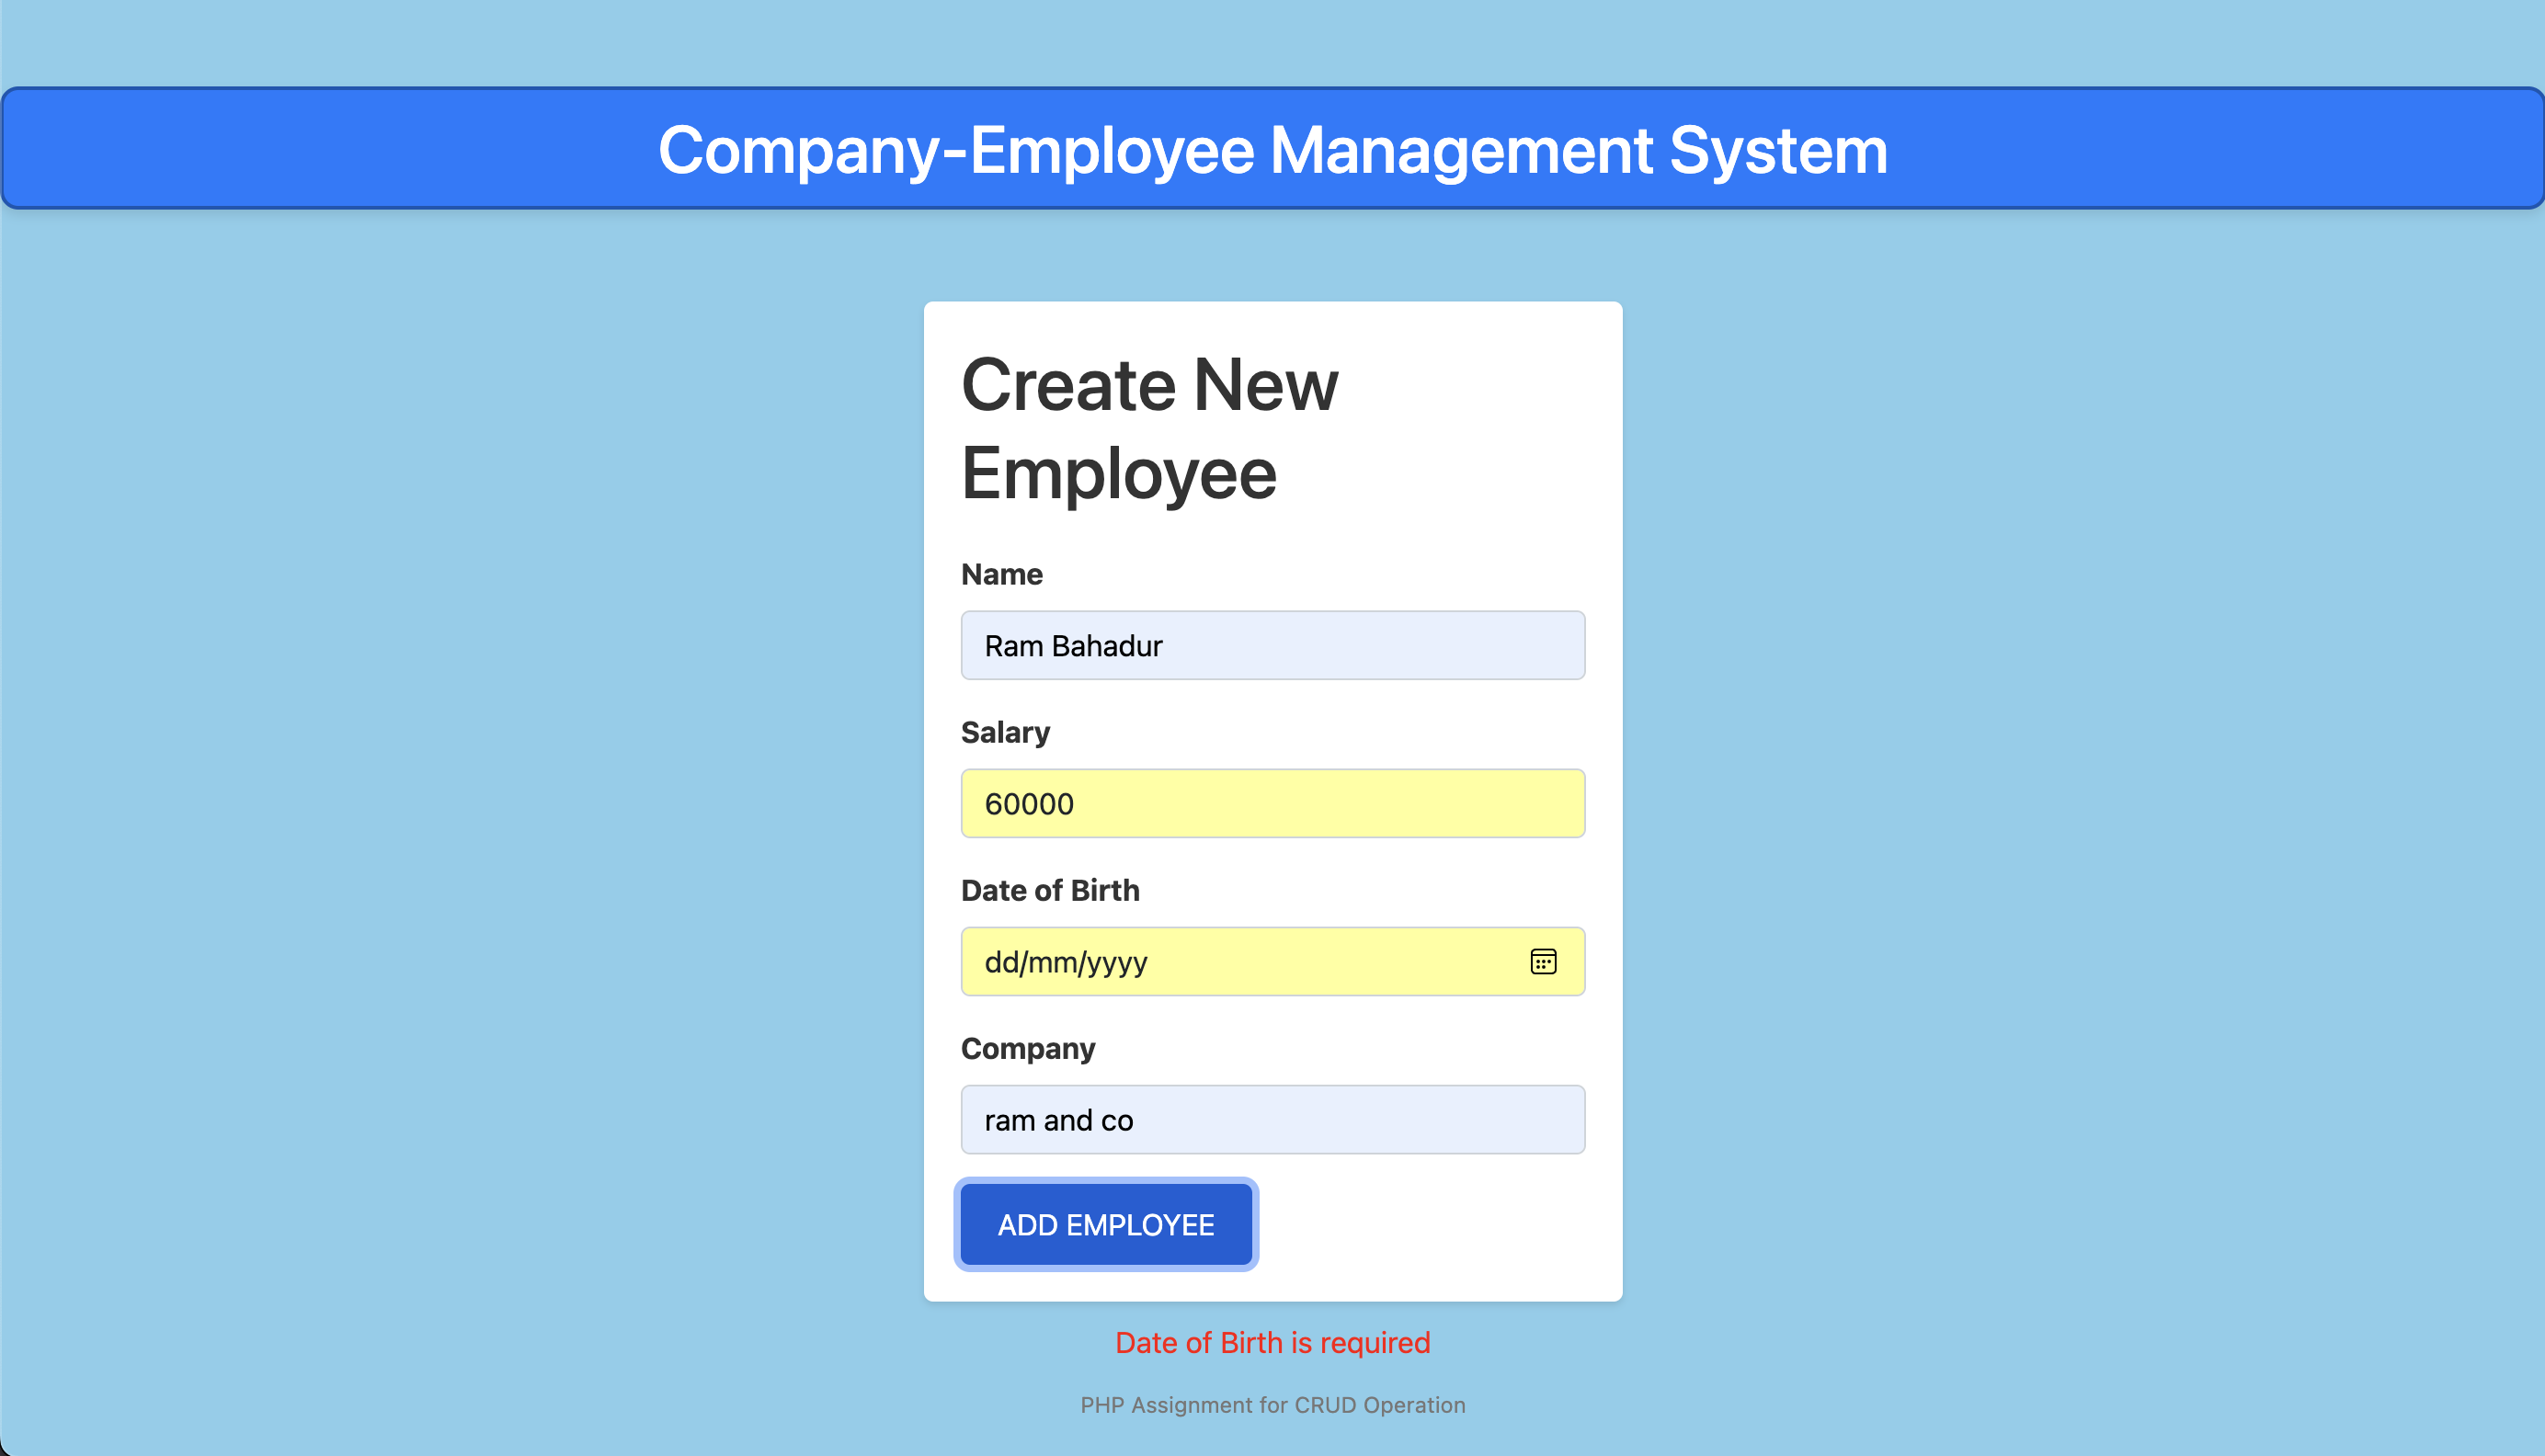 Company-Employee Management System
Create New
Employee
Name
Ram Bahadur
Salary
60000
Date of Birth
dd/mm/yyyy
Company
ram and co
ADD EMPLOYEE
Date of Birth is required
PHP Assignment for CRUD Operation